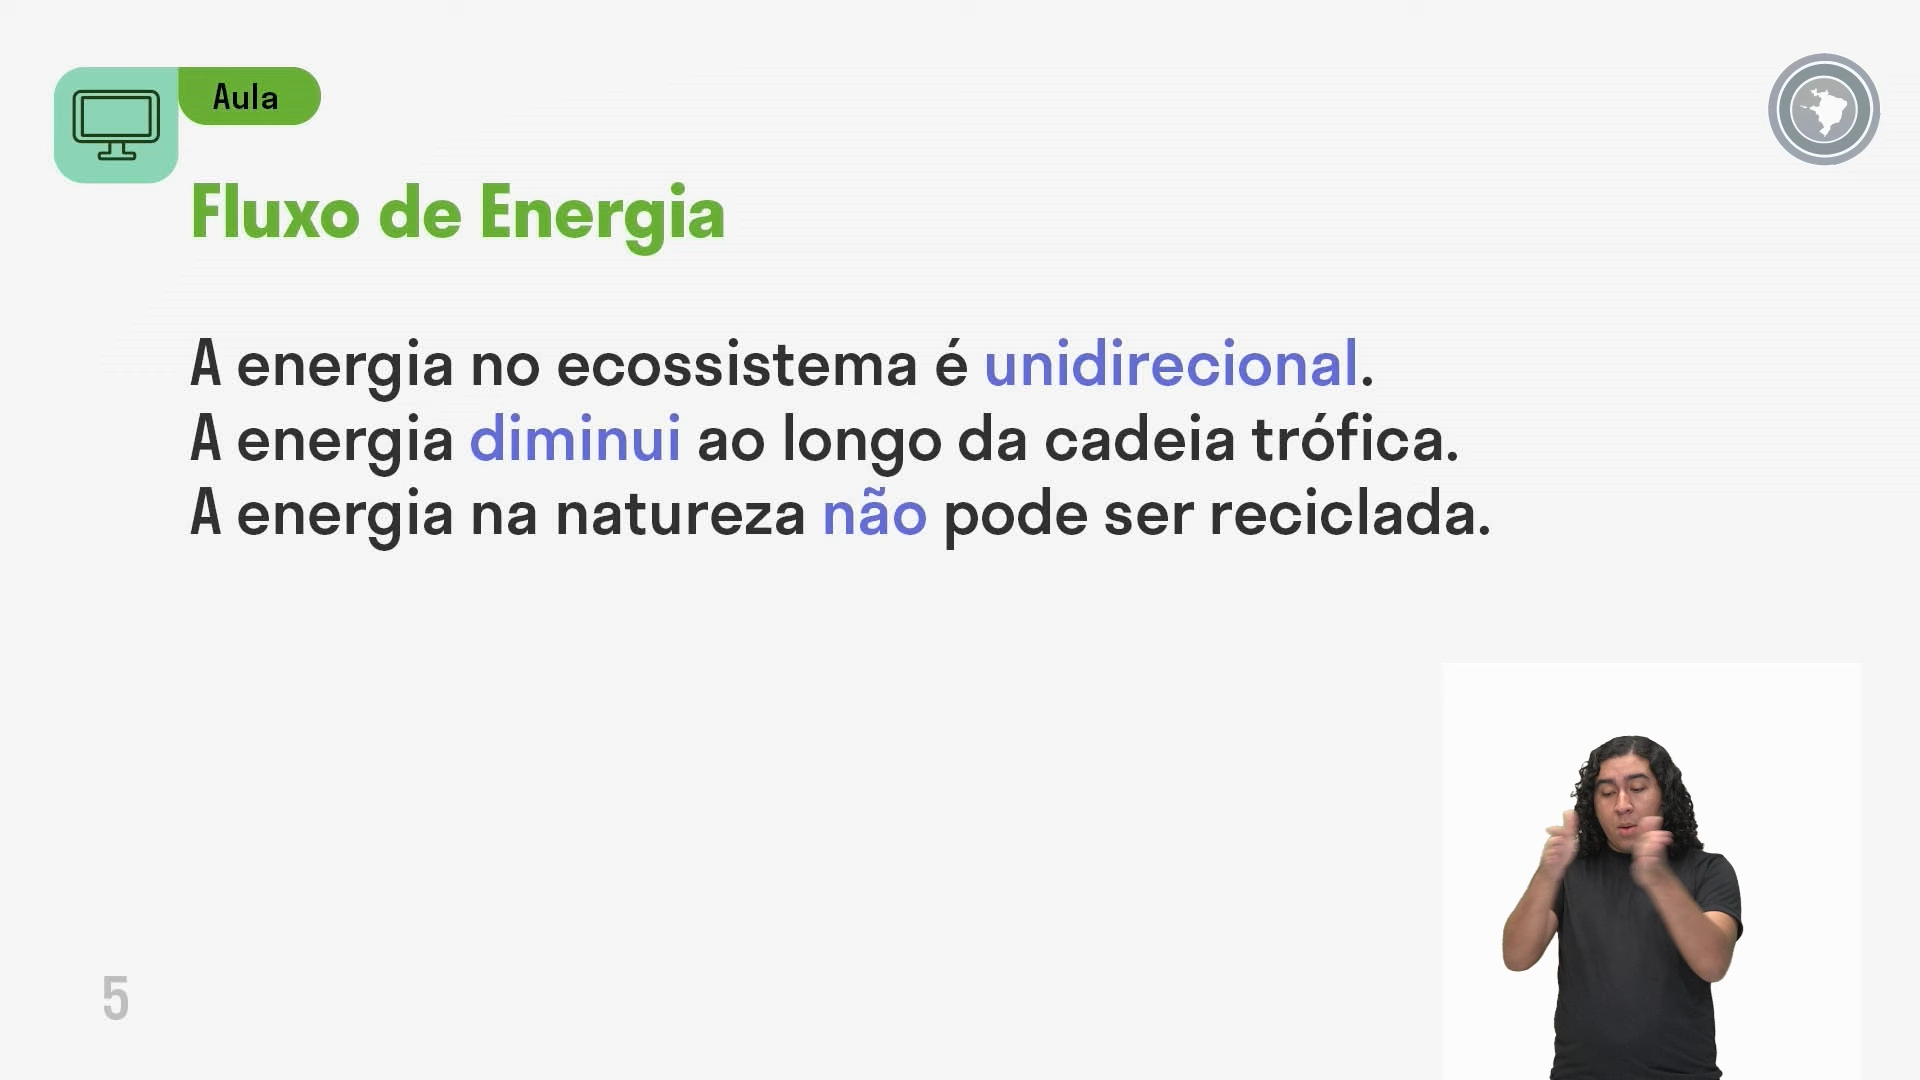 Aula
Fluxo de Energia
A energia no ecossistema é unidirecional.
A energia diminui ao longo da cadeia trófica.
A energia na natureza não pode ser reciclada.
5